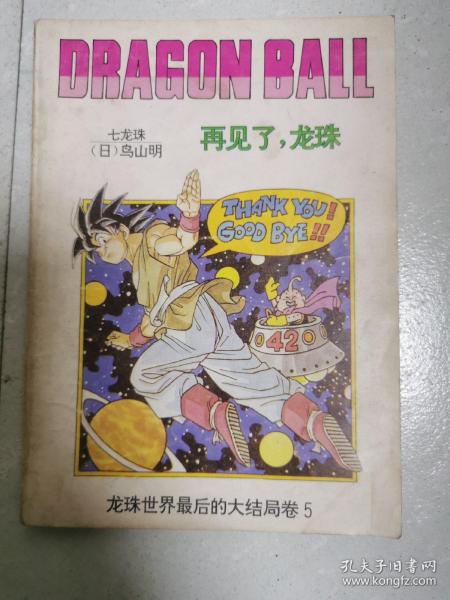 DRAGON BALL
七龙珠
（日）鸟山明
再见了，龙珠
THANK YOU!!
GOOD BYE!!
42
龙珠世界最后的大结局卷5
孔夫子旧书网
www.kongfz.com